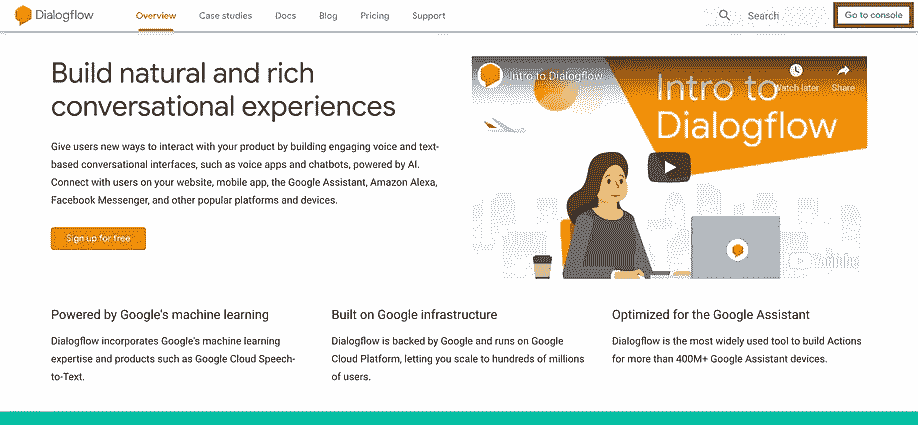 Dialogflow
Overview
Case studies
Docs
Blog
Pricing
Support
Search
Go to console
Build natural and rich
conversational experiences
Give users new ways to interact with your product by building engaging voice and text-
based conversational interfaces, such as voice apps and chatbots, powered by AI.
Connect with users on your website, mobile app, the Google Assistant, Amazon Alexa,
Facebook Messenger, and other popular platforms and devices.
Sign up for free
Intro to Dialogflow
Watch later
Share
Intro to
Dialogflow
Powered by Google's machine learning
Dialogflow incorporates Google's machine learning
expertise and products such as Google Cloud Speech-
to-Text.
Built on Google infrastructure
Dialogflow is backed by Google and runs on Google
Cloud Platform, letting you scale to hundreds of millions
of users.
Optimized for the Google Assistant
Dialogflow is the most widely used tool to build Actions
for more than 400M+ Google Assistant devices.